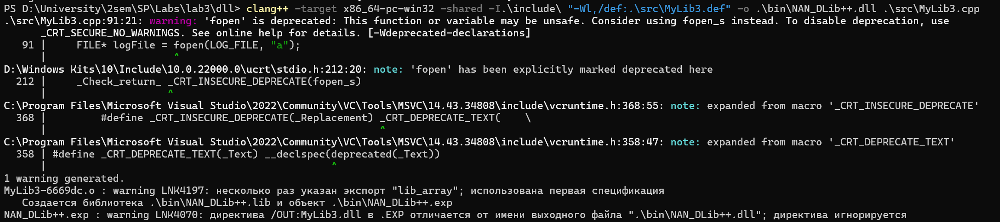 PS D:\University\2sem\SP\Labs\lab3\dll> clang++ -target x86_64-pc-win32 -shared -I.\include\ "-Wl,/def:.\src\MyLib3.def" -o .\bin\NAN_DLib++.dll .\src\MyLib3.cpp
.\src\MyLib3.cpp:91:21: warning: 'fopen' is deprecated: This function or variable may be unsafe. Consider using fopen_s instead. To disable deprecation, use
      _CRT_SECURE_NO_WARNINGS. See online help for details. [-Wdeprecated-declarations]
   91 |     FILE* logFile = fopen(LOG_FILE, "a");
      |                     ^
D:\Windows Kits\10\Include\10.0.22000.0\ucrt\stdio.h:212:20: note: 'fopen' has been explicitly marked deprecated here
  212 |     _Check_return_ _CRT_INSECURE_DEPRECATE(fopen_s)
      |                    ^
C:\Program Files\Microsoft Visual Studio\2022\Community\VC\Tools\MSVC\14.43.34808\include\vcruntime.h:368:55: note: expanded from macro '_CRT_INSECURE_DEPRECATE'
  368 |         #define _CRT_INSECURE_DEPRECATE(_Replacement) _CRT_DEPRECATE_TEXT(    \
      |                                                       ^
C:\Program Files\Microsoft Visual Studio\2022\Community\VC\Tools\MSVC\14.43.34808\include\vcruntime.h:358:47: note: expanded from macro '_CRT_DEPRECATE_TEXT'
  358 | #define _CRT_DEPRECATE_TEXT(_Text) __declspec(deprecated(_Text))
      |                                               ^
1 warning generated.
MyLib3-6669dc.o : warning LNK4197: несколько раз указан экспорт "lib_array"; использована первая спецификация
   Создается библиотека .\bin\NAN_DLib++.lib и объект .\bin\NAN_DLib++.exp
NAN_DLib++.exp : warning LNK4070: директива /OUT:MyLib3.dll в .EXP отличается от имени выходного файла ".\bin\NAN_DLib++.dll"; директива игнорируется